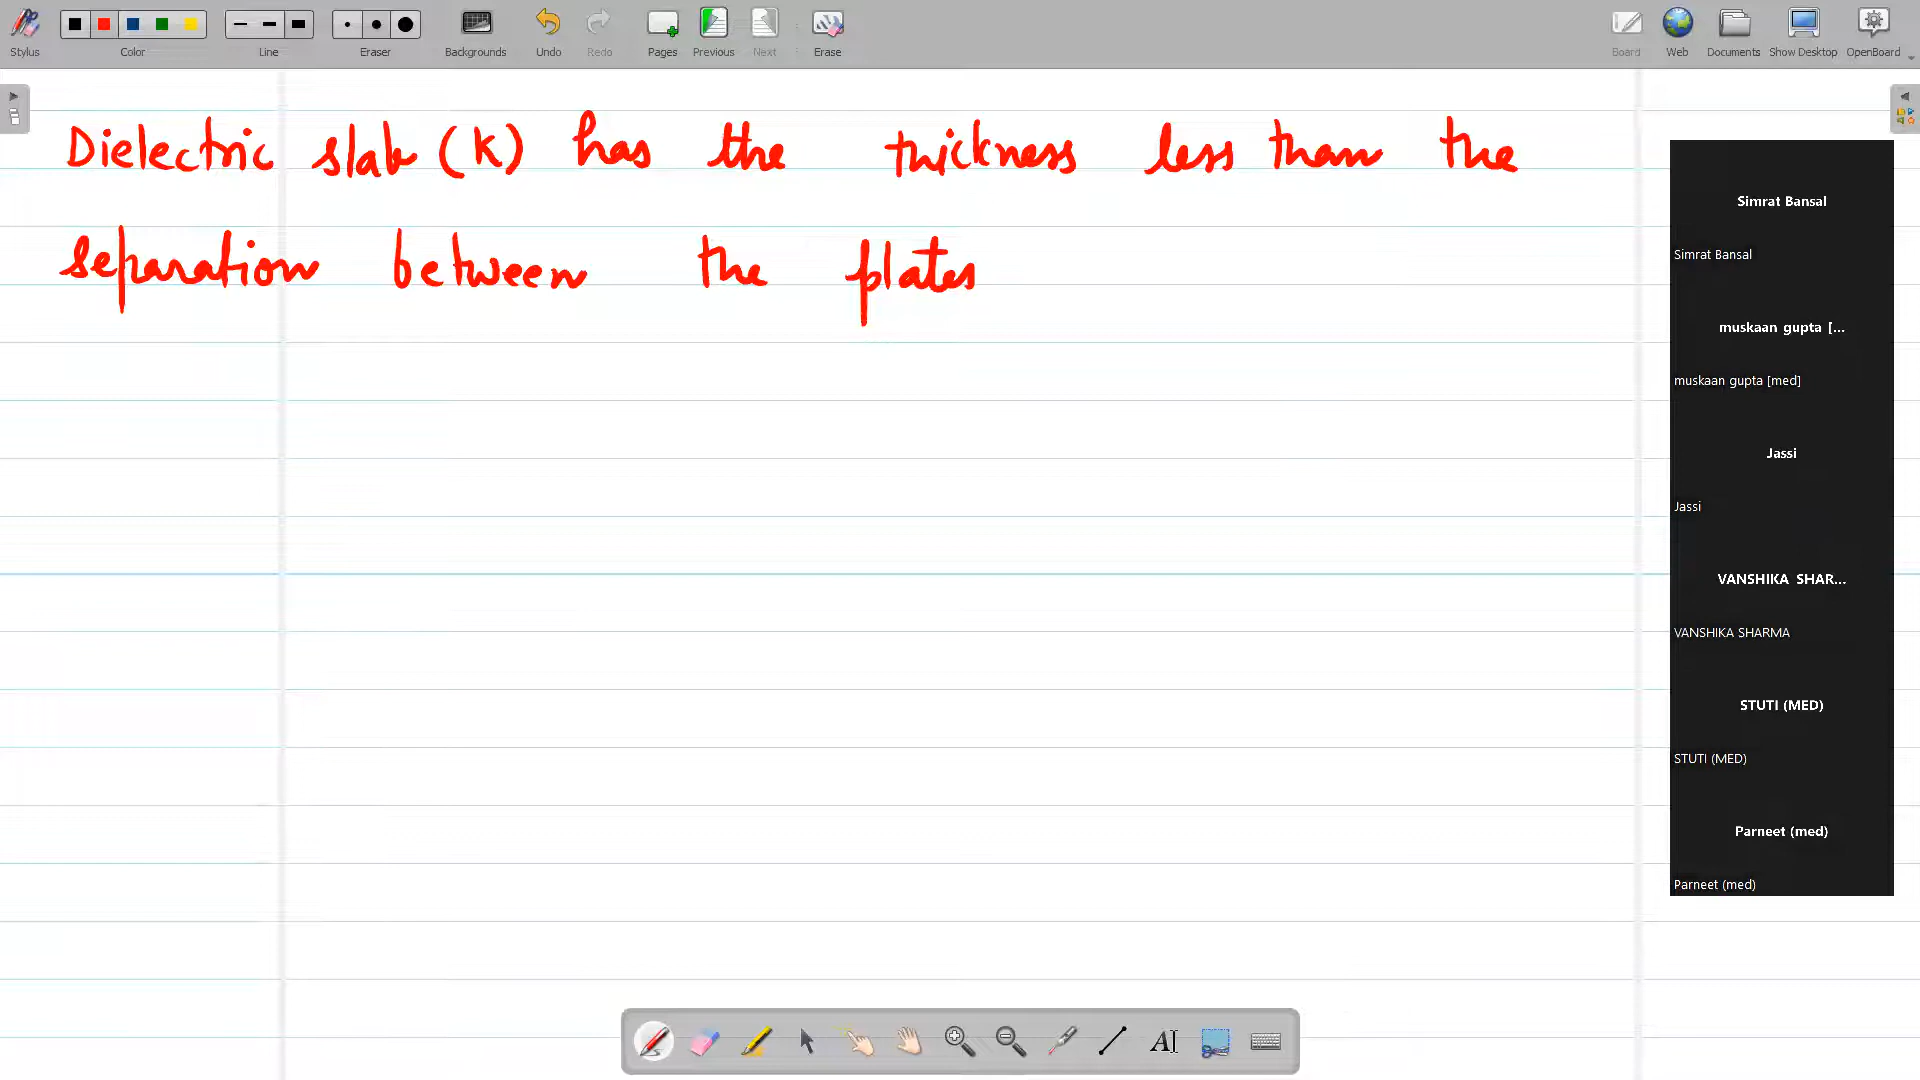 Stylus
Color
Line
Eraser
Backgrounds
Undo
Redo
Pages
Previous
Next
Erase
Board
Web
Documents
Show Desktop
OpenBoard
Dielectric slab (K) has the thickness less than the
separation between the plates
Simrat Bansal
Simrat Bansal
muskaan gupta [...
muskaan gupta [med]
Jassi
Jassi
VANSHIKA SHAR...
VANSHIKA SHARMA
STUTI (MED)
STUTI (MED)
Parneet (med)
Parneet (med)